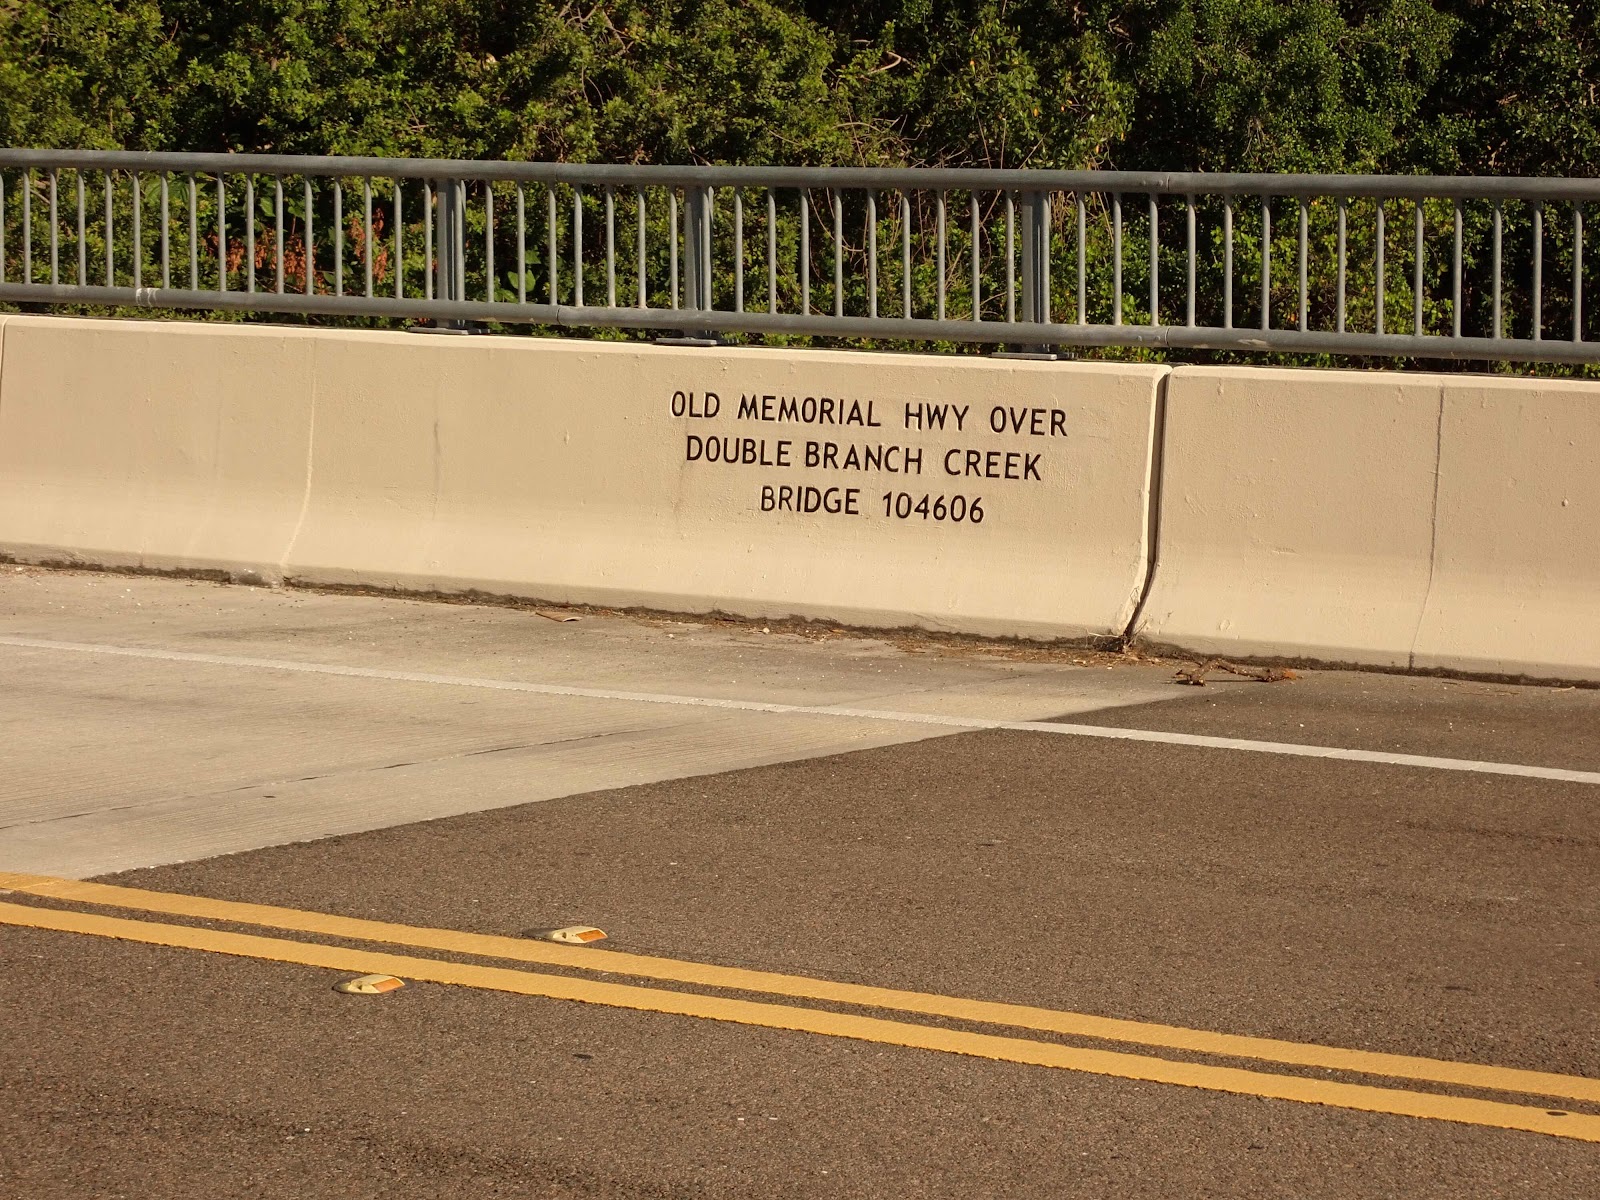 OLD MEMORIAL HWY OVER
DOUBLE BRANCH CREEK
BRIDGE 104606